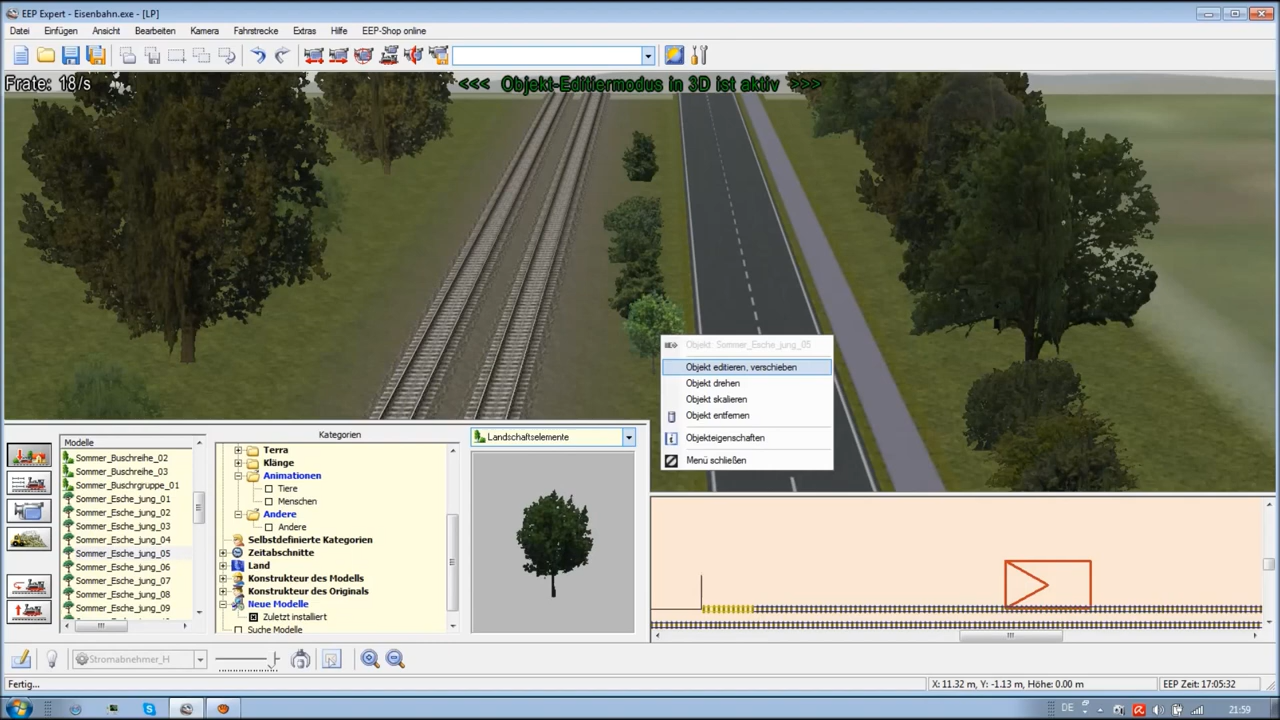 EEP Expert - Eisenbahn.exe - [LP]
Datei Einfügen Ansicht Bearbeiten Kamera Fahrstrecke Extras Hilfe EEP-Shop online
Frate: 18/s
<<< Objekt-Editiermodus in 3D ist aktiv >>>
Objekt: Sommer_Esche_jung_05
Objekt editieren, verschieben
Objekt drehen
Objekt skalieren
Objekt entfernen
Objekteigenschaften
Menü schließen
Modelle
Sommer_Buschreihe_02
Sommer_Buschreihe_03
Sommer_Buschrgruppe_01
Sommer_Esche_jung_01
Sommer_Esche_jung_02
Sommer_Esche_jung_03
Sommer_Esche_jung_04
Sommer_Esche_jung_05
Sommer_Esche_jung_06
Sommer_Esche_jung_07
Sommer_Esche_jung_08
Sommer_Esche_jung_09
Kategorien
Terra
Klänge
Animationen
Tiere
Menschen
Andere
Andere
Selbstdefinierte Kategorien
Zeitabschnitte
Land
Konstrukteur des Modells
Konstrukteur des Originals
Neue Modelle
Zuletzt installiert
Suche Modelle
Landschaftselemente
Stromabnehmer_H
Fertig...
X: 11.32 m, Y: -1.13 m, Höhe: 0.00 m
EEP Zeit: 17:05:32
DE
21:59